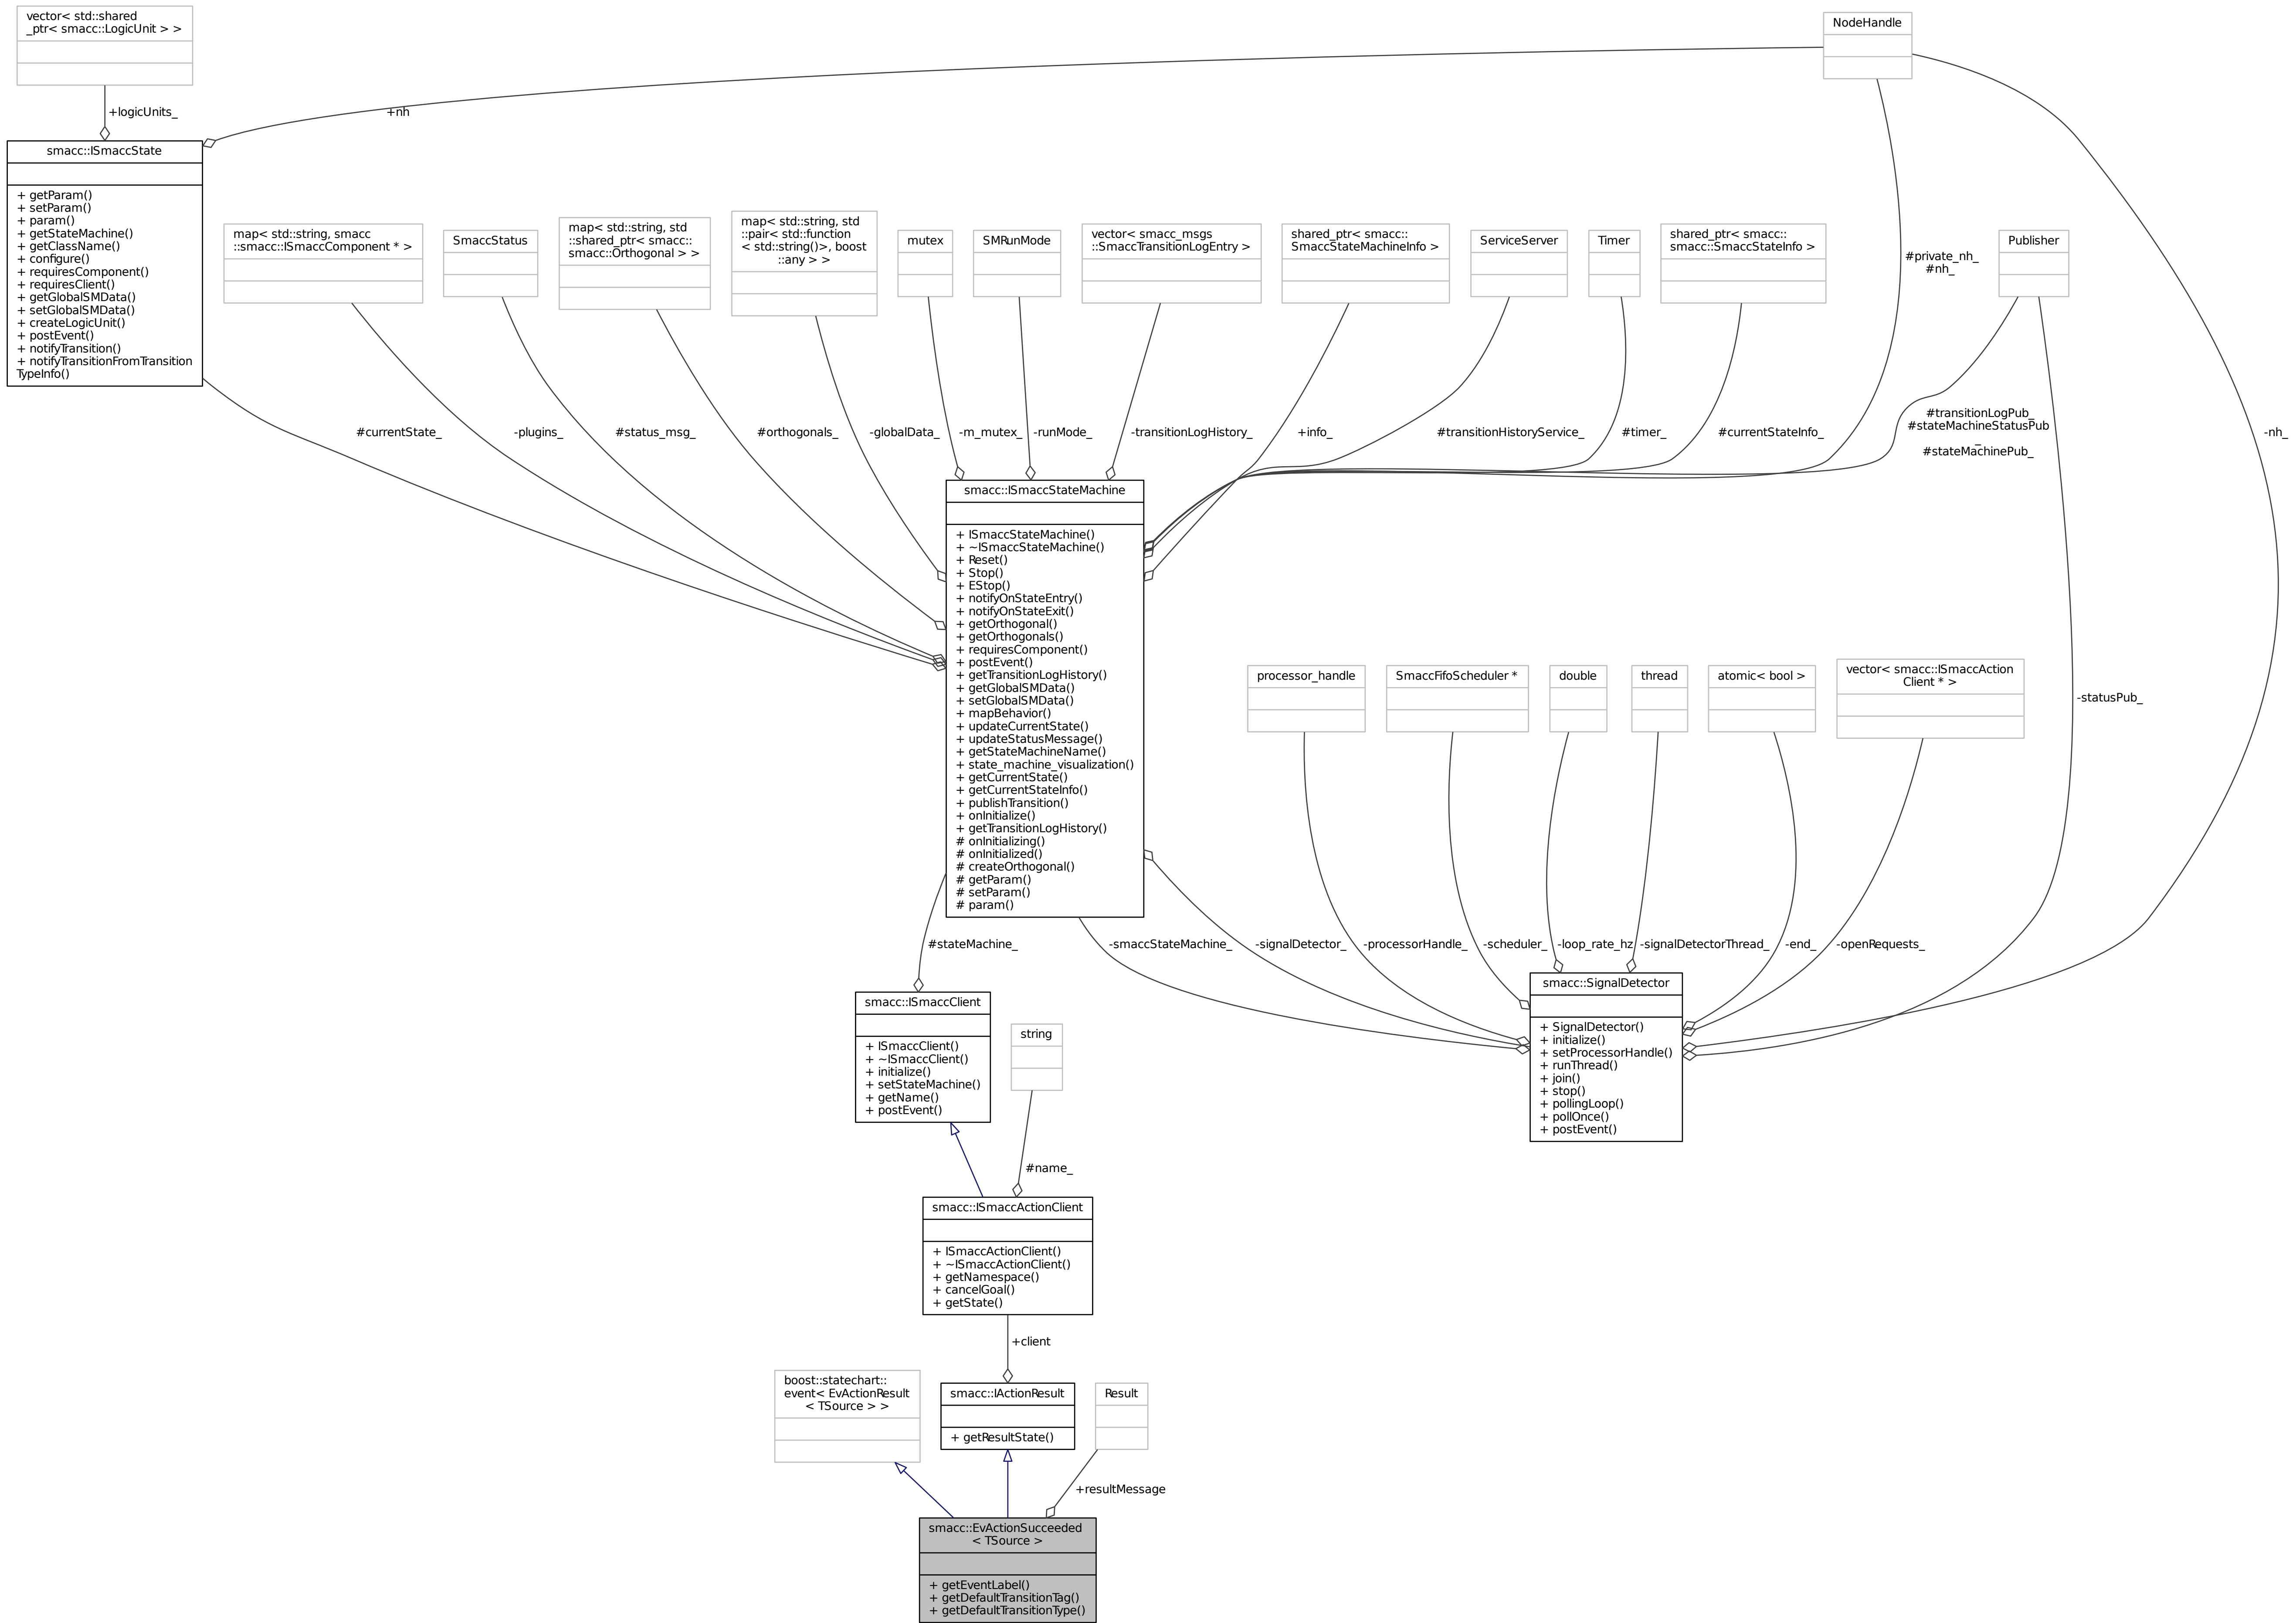 vector< std::shared
_ptr< smacc::LogicUnit > >
NodeHandle
+logicUnits_
+nh
smacc::ISmaccState
+ getParam()
+ setParam()
+ param()
+ getStateMachine()
+ getClassName()
+ configure()
+ requiresComponent()
+ requiresClient()
+ getGlobalSMData()
+ setGlobalSMData()
+ createLogicUnit()
+ postEvent()
+ notifyTransition()
+ notifyTransitionFromTransition
TypeInfo()
map< std::string, smacc
::smacc::ISmaccComponent * >
SmaccStatus
map< std::string, std
::shared_ptr< smacc::
smacc::Orthogonal > >
map< std::string, std
::pair< std::function
< std::string()>, boost
::any > >
mutex
SMRunMode
vector< smacc_msgs
::SmaccTransitionLogEntry >
shared_ptr< smacc::
SmaccStateMachineInfo >
ServiceServer
Timer
shared_ptr< smacc::
smacc::SmaccStateInfo >
#private_nh_
#nh_
Publisher
#currentState_
-plugins_
#status_msg_
#orthogonals_
-globalData_
-m_mutex_
-runMode_
-transitionLogHistory_
+info_
#transitionHistoryService_
#timer_
#currentStateInfo_
#transitionLogPub_
#stateMachineStatusPub
_
#stateMachinePub_
-nh_
smacc::ISmaccStateMachine
+ ISmaccStateMachine()
+ ~ISmaccStateMachine()
+ Reset()
+ Stop()
+ EStop()
+ notifyOnStateEntry()
+ notifyOnStateExit()
+ getOrthogonal()
+ getOrthogonals()
+ requiresComponent()
+ postEvent()
+ getTransitionLogHistory()
+ getGlobalSMData()
+ setGlobalSMData()
+ mapBehavior()
+ updateCurrentState()
+ updateStatusMessage()
+ getStateMachineName()
+ state_machine_visualization()
+ getCurrentState()
+ getCurrentStateInfo()
+ publishTransition()
+ onInitialize()
+ getTransitionLogHistory()
# onInitializing()
# onInitialized()
# createOrthogonal()
# getParam()
# setParam()
# param()
processor_handle
SmaccFifoScheduler *
double
thread
atomic< bool >
vector< smacc::ISmaccAction
Client * >
-statusPub_
#stateMachine_
-smaccStateMachine_
-signalDetector_
-processorHandle_
-scheduler_
-loop_rate_hz
-signalDetectorThread_
-end_
-openRequests_
smacc::SignalDetector
+ SignalDetector()
+ initialize()
+ setProcessorHandle()
+ runThread()
+ join()
+ stop()
+ pollingLoop()
+ pollOnce()
+ postEvent()
smacc::ISmaccClient
+ ISmaccClient()
+ ~ISmaccClient()
+ initialize()
+ setStateMachine()
+ getName()
+ postEvent()
string
#name_
smacc::ISmaccActionClient
+ ISmaccActionClient()
+ ~ISmaccActionClient()
+ getNamespace()
+ cancelGoal()
+ getState()
+client
boost::statechart::
event< EvActionResult
< TSource > >
smacc::IActionResult
+ getResultState()
Result
+resultMessage
smacc::EvActionSucceeded
< TSource >
+ getEventLabel()
+ getDefaultTransitionTag()
+ getDefaultTransitionType()